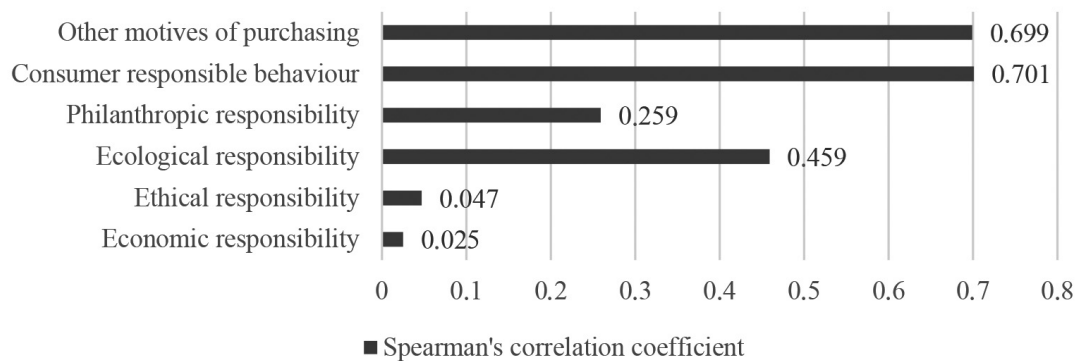 Other motives of purchasing 0.699
Consumer responsible behaviour 0.701
Philanthropic responsibility 0.259
Ecological responsibility 0.459
Ethical responsibility 0.047
Economic responsibility 0.025
0 0.1 0.2 0.3 0.4 0.5 0.6 0.7 0.8
Spearman's correlation coefficient